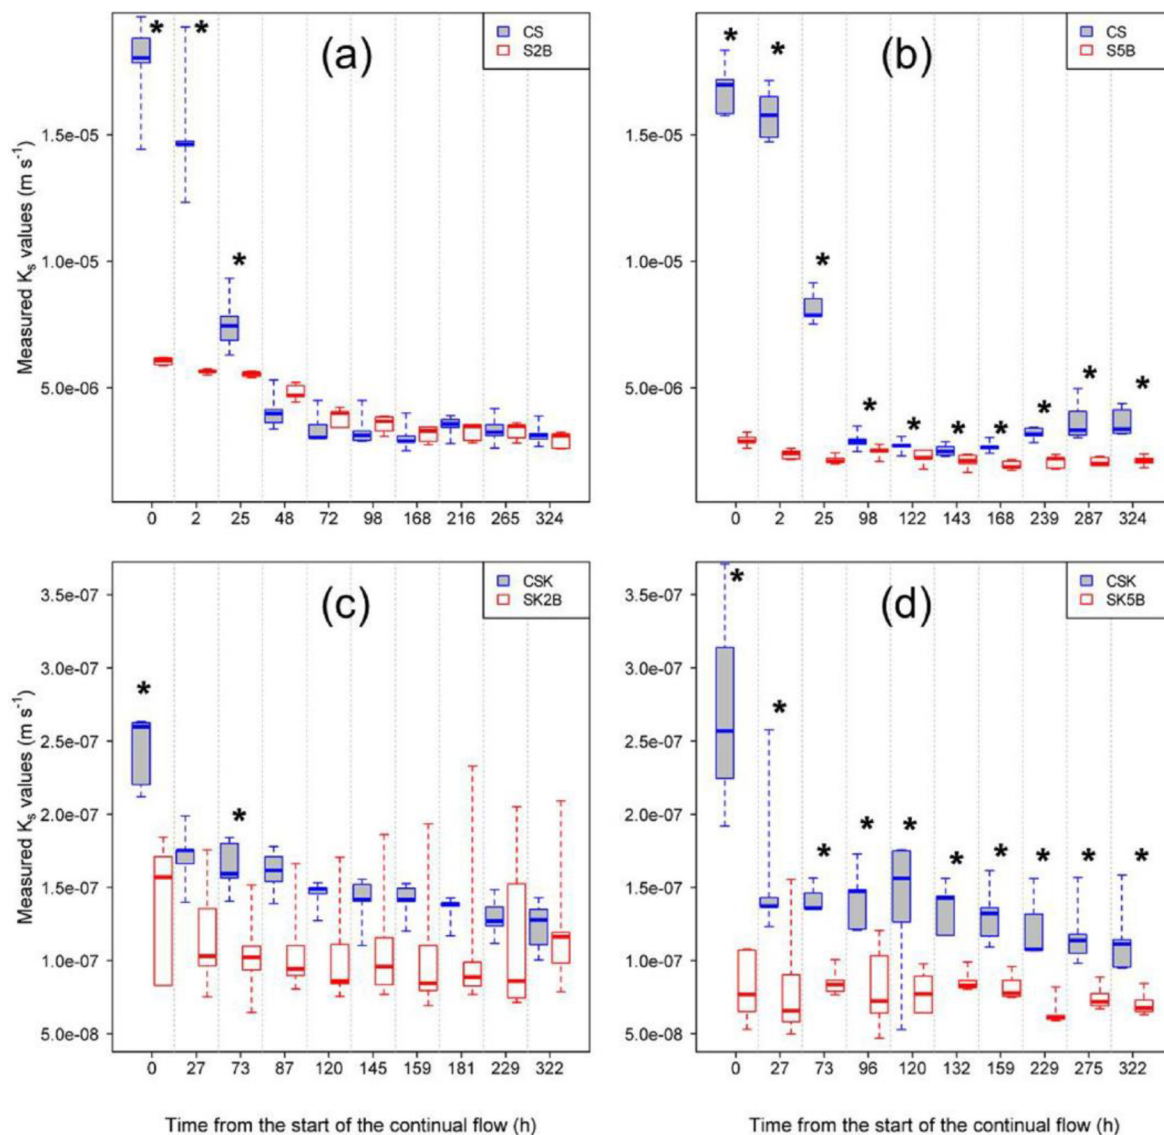 (a)
CS
S2B
(b)
CS
S5B
Measured Ks values (m s-1)
1.5e-05
1.0e-05
5.0e-06
* * *
0 2 25 48 72 98 168 216 265 324
1.5e-05
1.0e-05
5.0e-06
* * * * * * * * * *
0 2 25 98 122 143 168 239 287 324
(c)
CSK
SK2B
(d)
CSK
SK5B
Measured Ks values (m s-1)
3.5e-07
3.0e-07
2.5e-07
2.0e-07
1.5e-07
1.0e-07
5.0e-08
* *
0 27 73 87 120 145 159 181 229 322
Time from the start of the continual flow (h)
3.5e-07
3.0e-07
2.5e-07
2.0e-07
1.5e-07
1.0e-07
5.0e-08
* * * * * * * * * *
0 27 73 96 120 132 159 229 275 322
Time from the start of the continual flow (h)